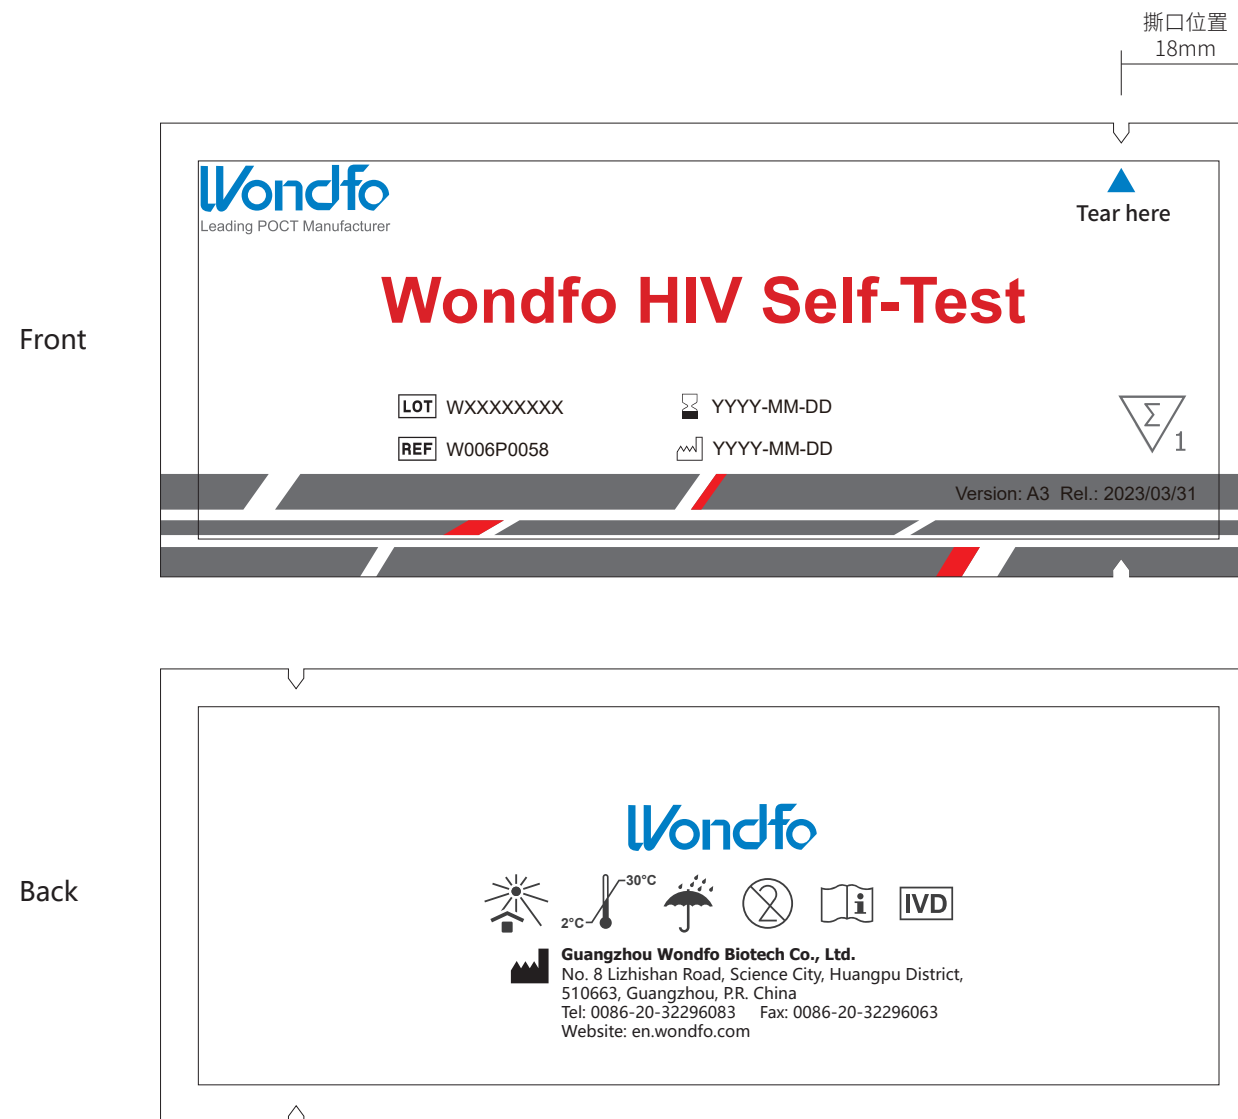 撕口位置
18mm
Wondfo
Leading POCT Manufacturer
Tear here
Wondfo HIV Self-Test
Front
LOT WXXXXXXXX YYYY-MM-DD
REF W006P0058 YYYY-MM-DD
Σ 1
Version: A3 Rel.: 2023/03/31
Wondfo
Back
2°C 30°C 2 i IVD
Guangzhou Wondfo Biotech Co., Ltd.
No. 8 Lizhishan Road, Science City, Huangpu District,
510663, Guangzhou, P.R. China
Tel: 0086-20-32296083 Fax: 0086-20-32296063
Website: en.wondfo.com